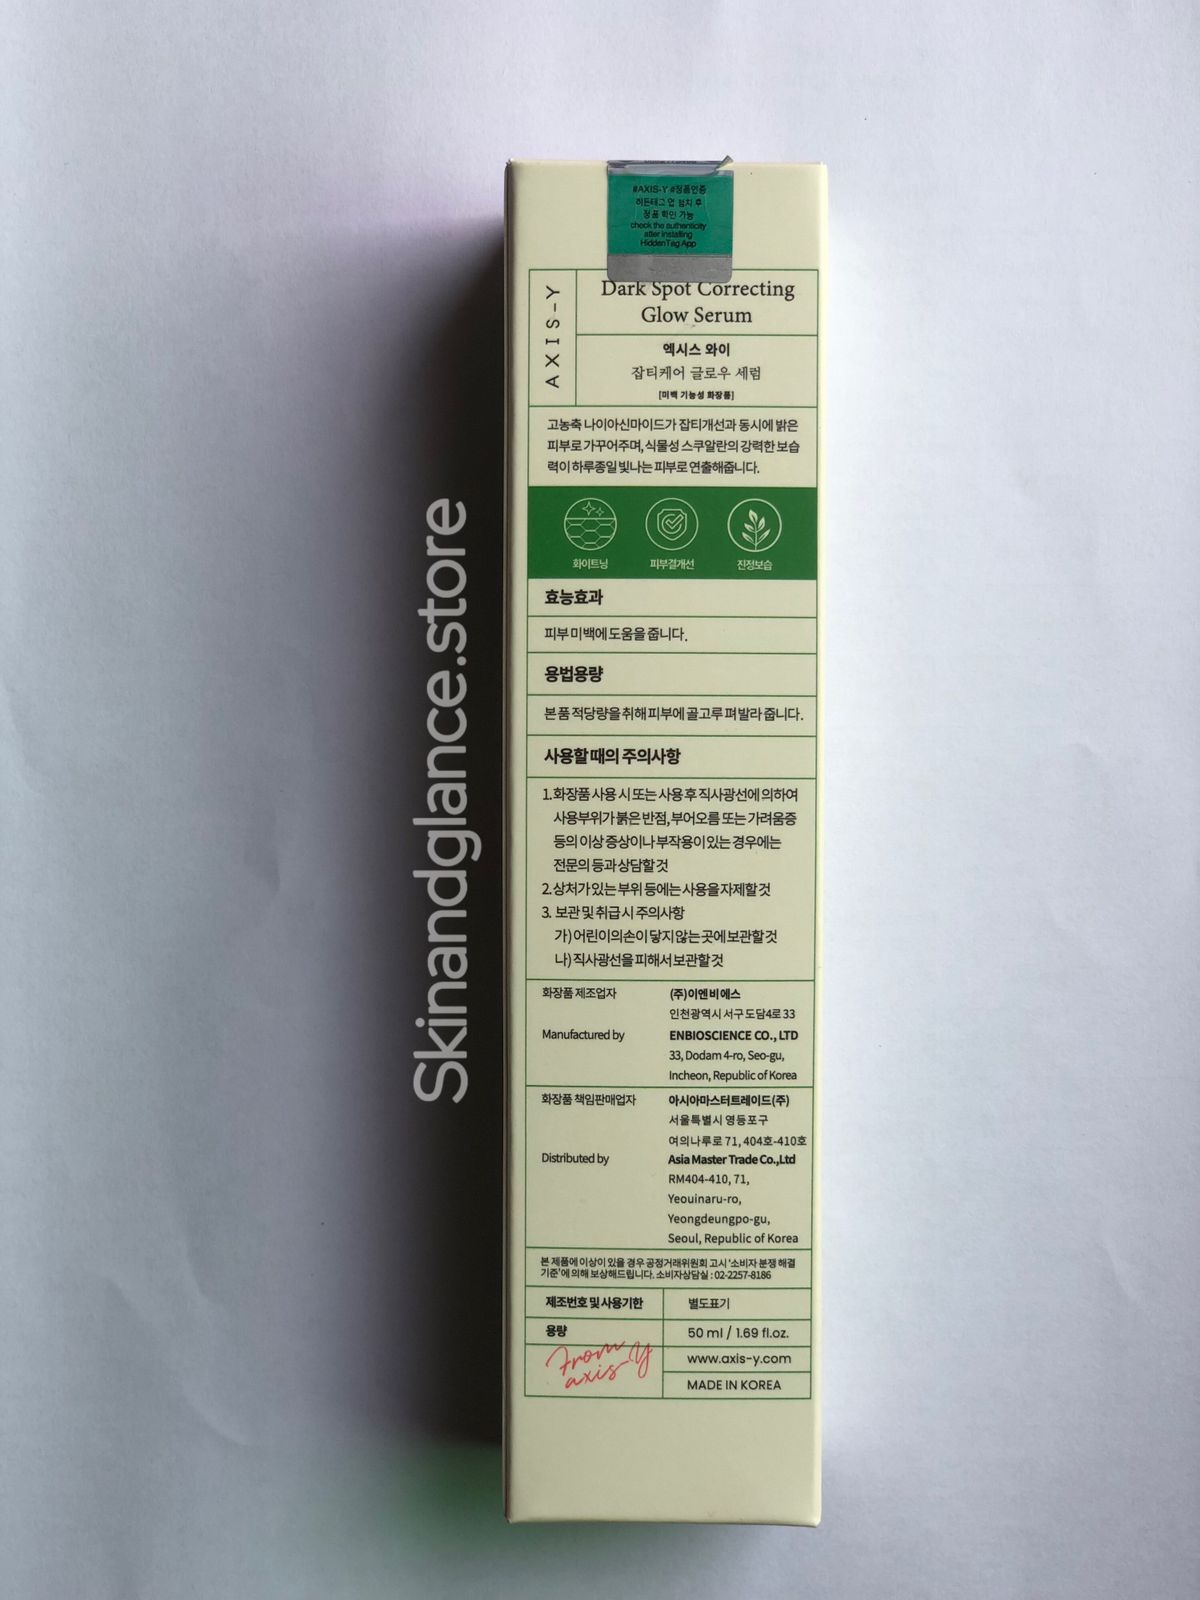 #AXIS-Y #정품인증
히든태그 앱 설치 후
정품 확인 가능
check the authenticity
after installing
HiddenTag App
AXIS-Y
Dark Spot Correcting
Glow Serum
엑시스 와이
잡티케어 글로우 세럼
[미백 기능성 화장품]
고농축 나이아신마이드가 잡티개선과 동시에 밝은
피부로 가꾸어주며, 식물성 스쿠알란의 강력한 보습
력이 하루종일 빛나는 피부로 연출해줍니다.
화이트닝
피부결개선
진정보습
효능효과
피부 미백에 도움을 줍니다.
용법용량
본품 적당량을 취해 피부에 골고루 펴 발라 줍니다.
사용할 때의 주의사항
1. 화장품 사용 시 또는 사용 후 직사광선에 의하여
사용부위가 붉은 반점, 부어오름 또는 가려움증
등의 이상 증상이나 부작용이 있는 경우에는
전문의 등과 상담할 것
2. 상처가 있는 부위 등에는 사용을 자제할 것
3. 보관 및 취급 시 주의사항
가) 어린이의 손이 닿지 않는 곳에 보관할 것
나) 직사광선을 피해서 보관할 것
화장품 제조업자
(주)이엔비에스
인천광역시 서구 도담4로 33
Manufactured by
ENBIOSCIENCE CO., LTD
33, Dodam 4-ro, Seo-gu,
Incheon, Republic of Korea
화장품 책임판매업자
아시아마스터트레이드(주)
서울특별시 영등포구
여의나루로 71, 404호-410호
Distributed by
Asia Master Trade Co.,Ltd
RM404-410, 71,
Yeouinaru-ro,
Yeongdeungpo-gu,
Seoul, Republic of Korea
본 제품에 이상이 있을 경우 공정거래위원회 고시 '소비자 분쟁 해결
기준'에 의해 보상해드립니다. 소비자상담실 : 02-2257-8186
제조번호 및 사용기한
별도표기
용량
50 ml / 1.69 fl.oz.
From
axis-Y
www.axis-y.com
MADE IN KOREA
Skinandglance.store